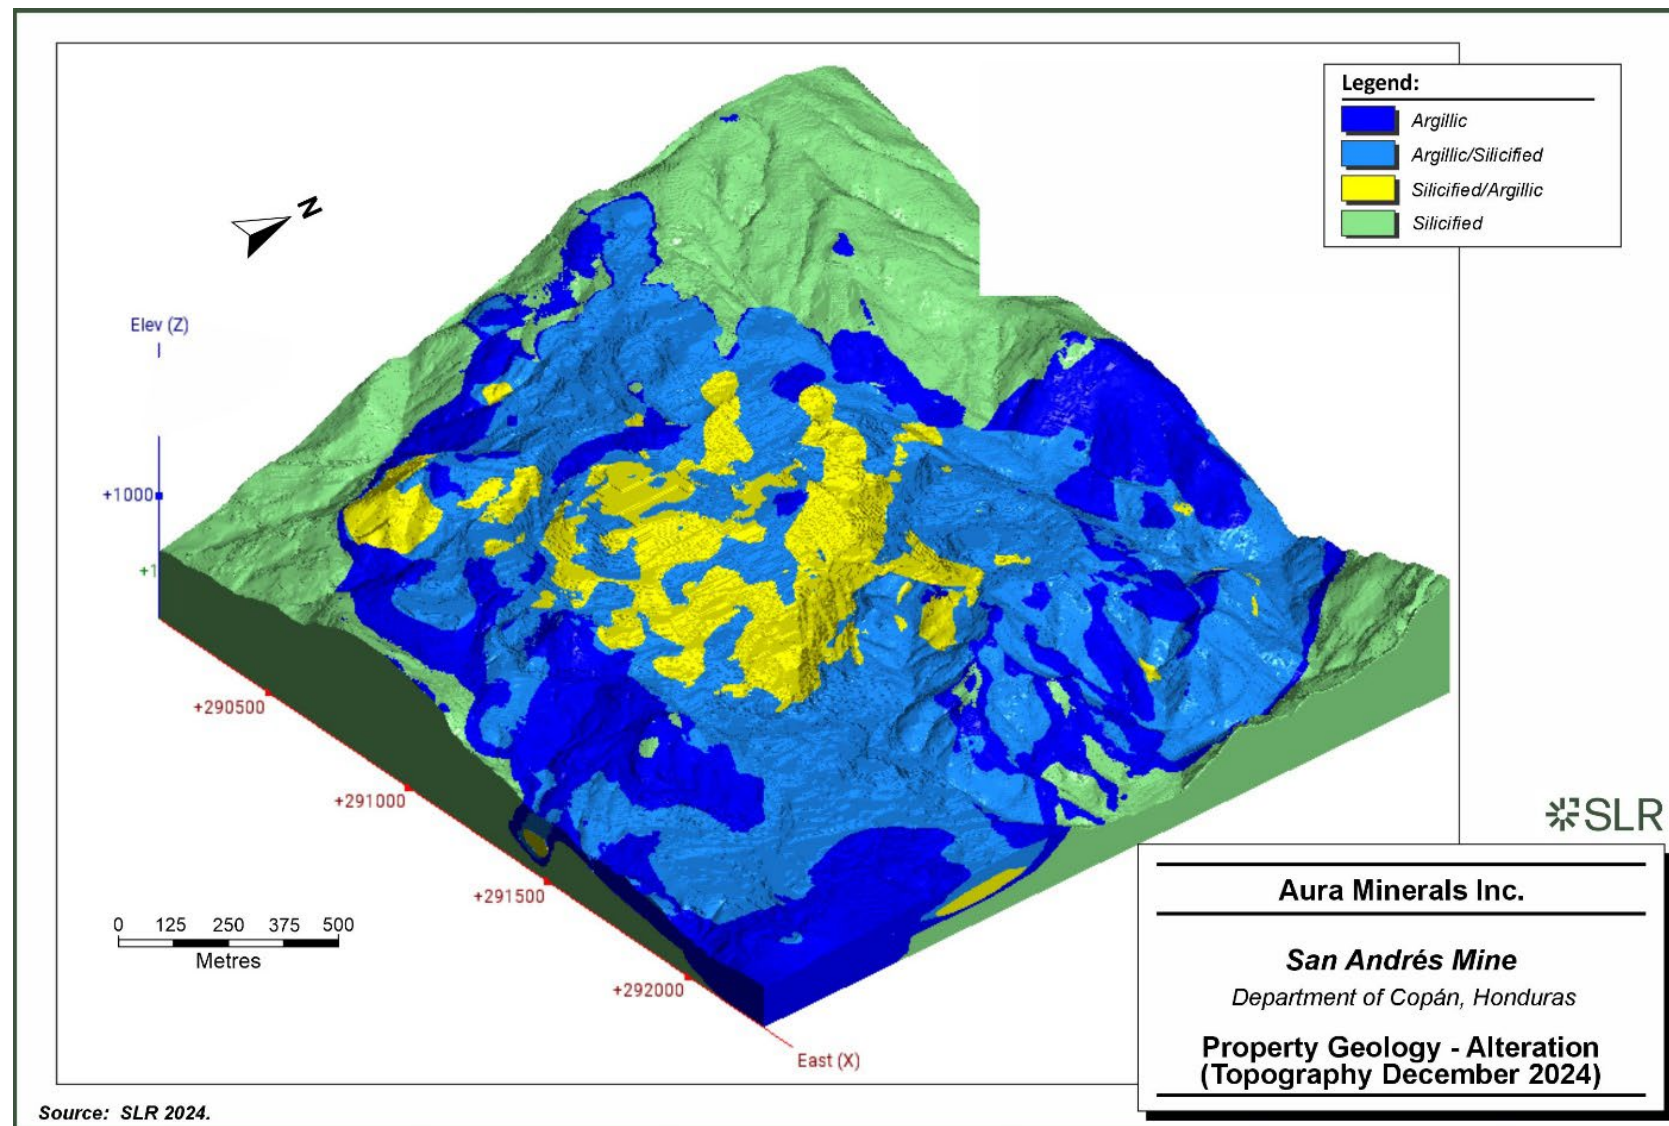 Legend:
Argillic
Argillic/Silicified
Silicified/Argillic
Silicified
N
Elev (Z)
+1000
+1
+290500
+291000
+291500
+292000
East (X)
0 125 250 375 500
Metres
SLR
Aura Minerals Inc.
San Andrés Mine
Department of Copán, Honduras
Property Geology - Alteration
(Topography December 2024)
Source: SLR 2024.